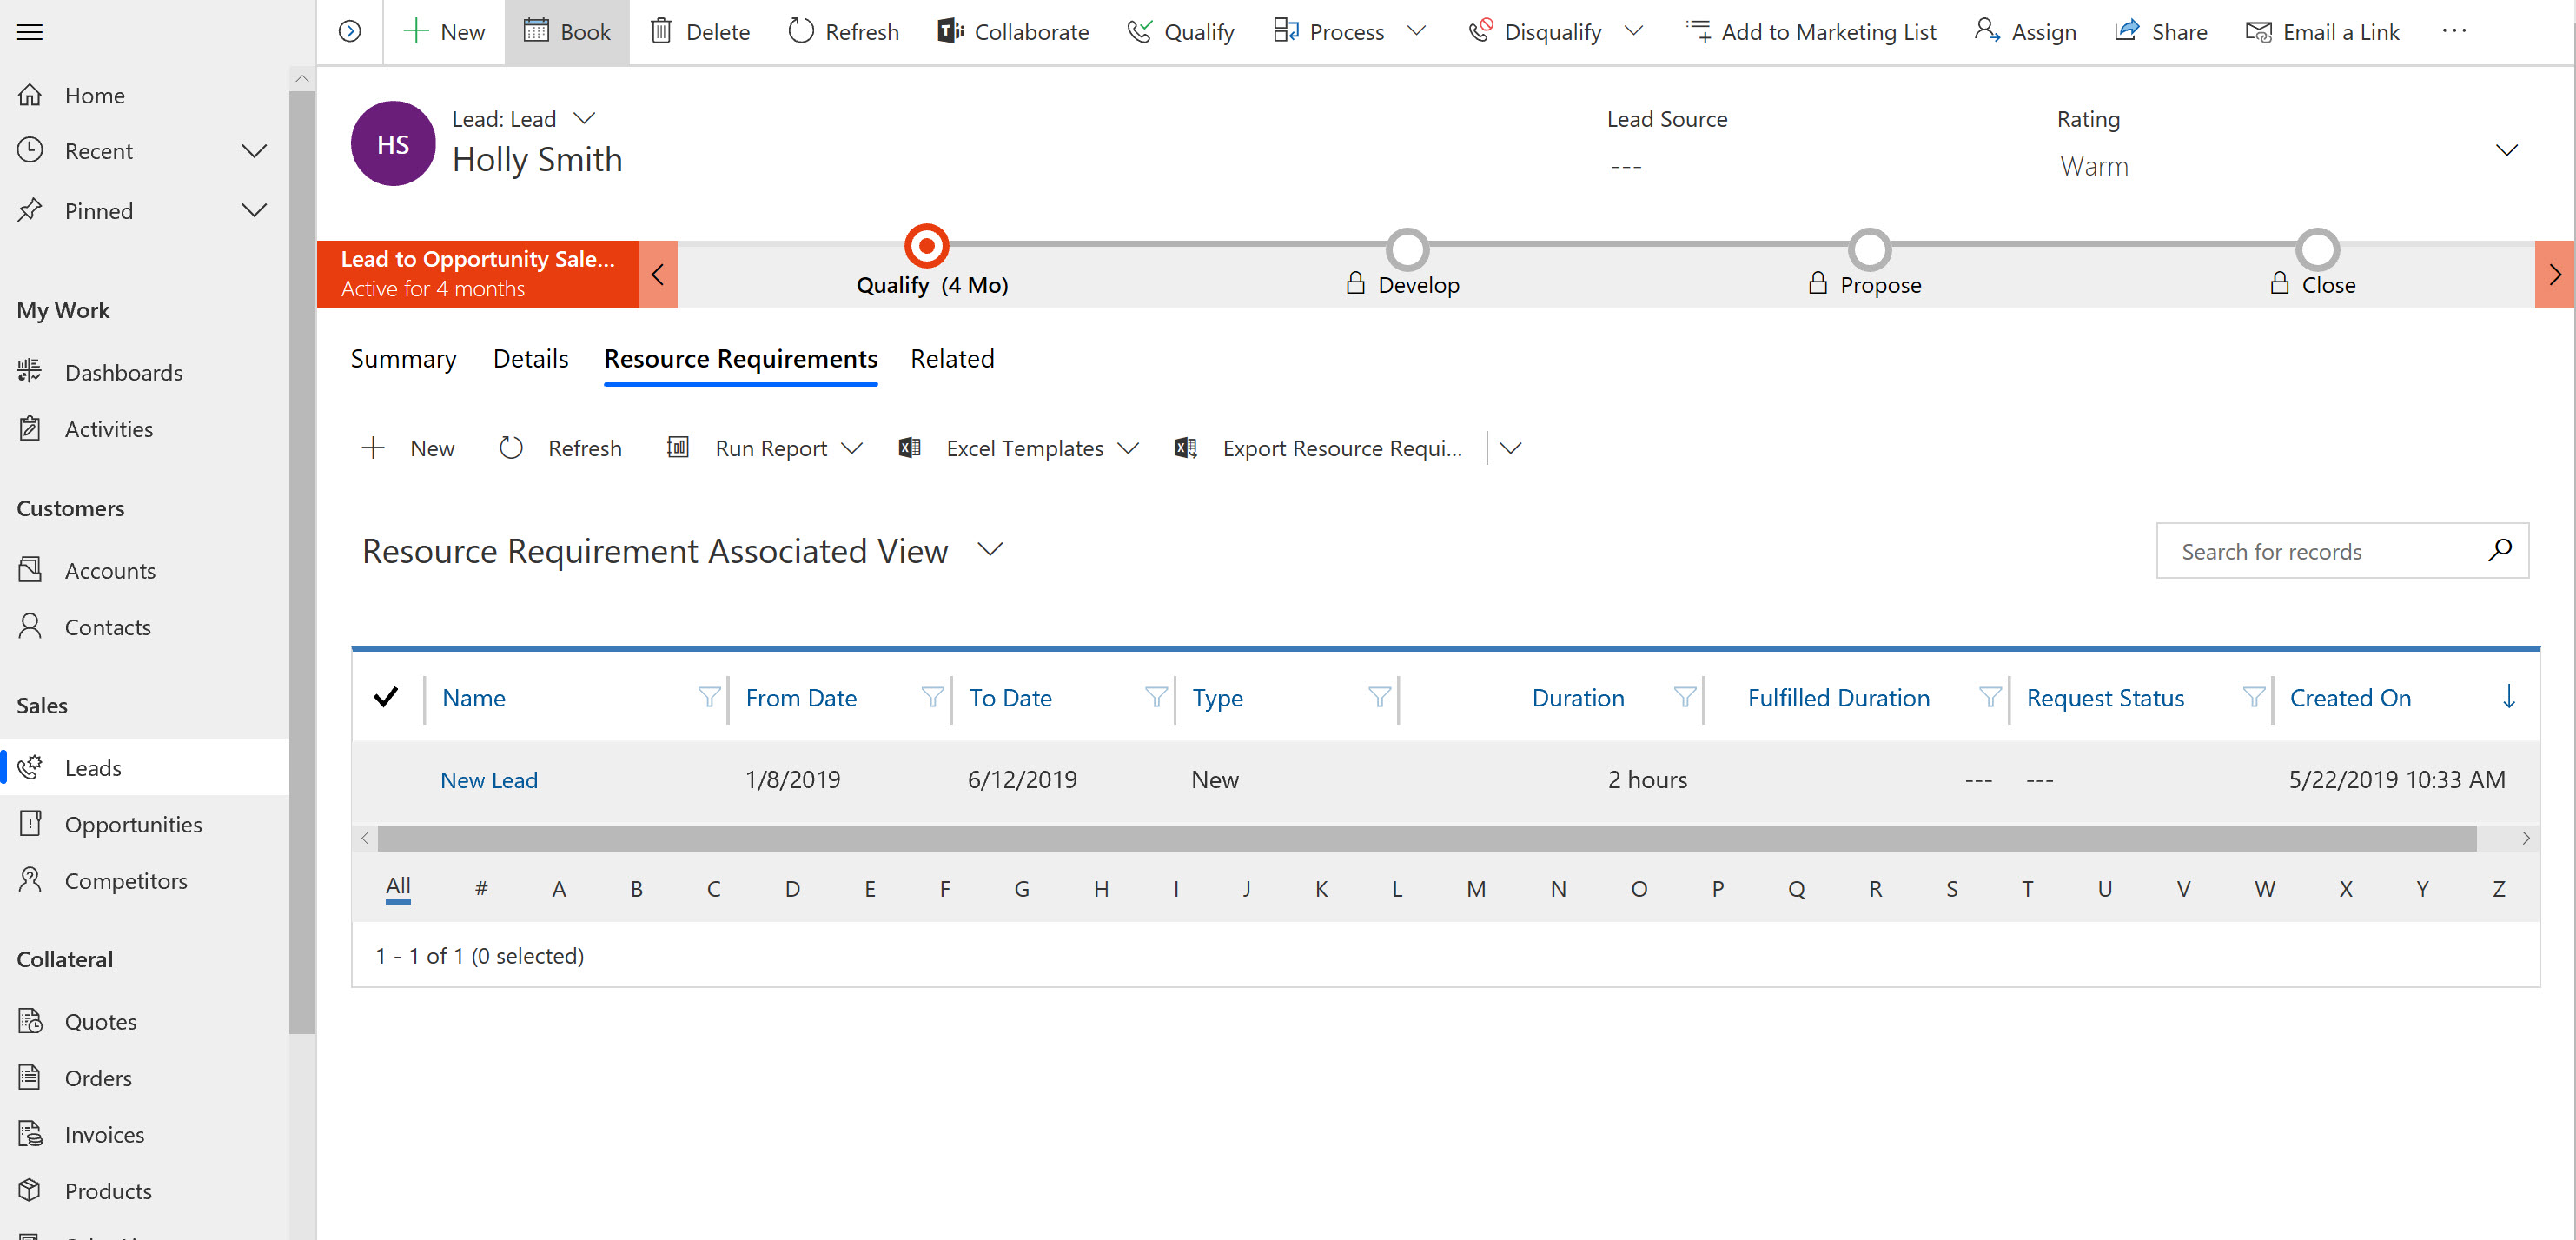 New Book Delete Refresh Collaborate Qualify Process Disqualify Add to Marketing List Assign Share Email a Link ...
Home
Recent
Pinned
My Work
Dashboards
Activities
Customers
Accounts
Contacts
Sales
Leads
Opportunities
Competitors
Collateral
Quotes
Orders
Invoices
Products
HS
Lead: Lead
Holly Smith
Lead Source
---
Rating
Warm
Lead to Opportunity Sale...
Active for 4 months
Qualify (4 Mo)
Develop
Propose
Close
Summary Details Resource Requirements Related
New Refresh Run Report Excel Templates Export Resource Requi...
Resource Requirement Associated View
Search for records
Name From Date To Date Type Duration Fulfilled Duration Request Status Created On
New Lead 1/8/2019 6/12/2019 New 2 hours --- --- 5/22/2019 10:33 AM
All # A B C D E F G H I J K L M N O P Q R S T U V W X Y Z
1 - 1 of 1 (0 selected)